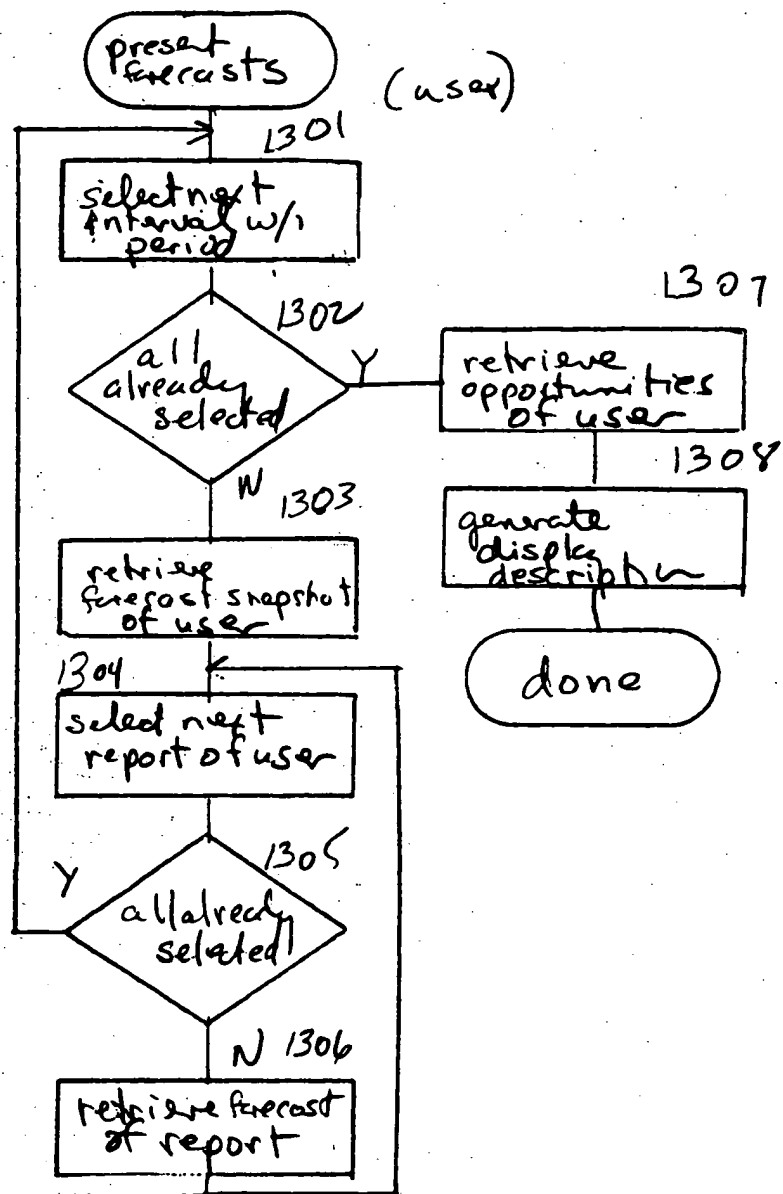 present
forecasts
(user)
1301
select next
interval w/i
period
1302
all
already
selected
Y
N
1307
retrieve
opportunities
of user
1308
generate
display
description
done
1303
retrieve
forecast snapshot
of user
1304
select next
report of user
1305
all already
selected
Y
N
1306
retrieve forecast
of report